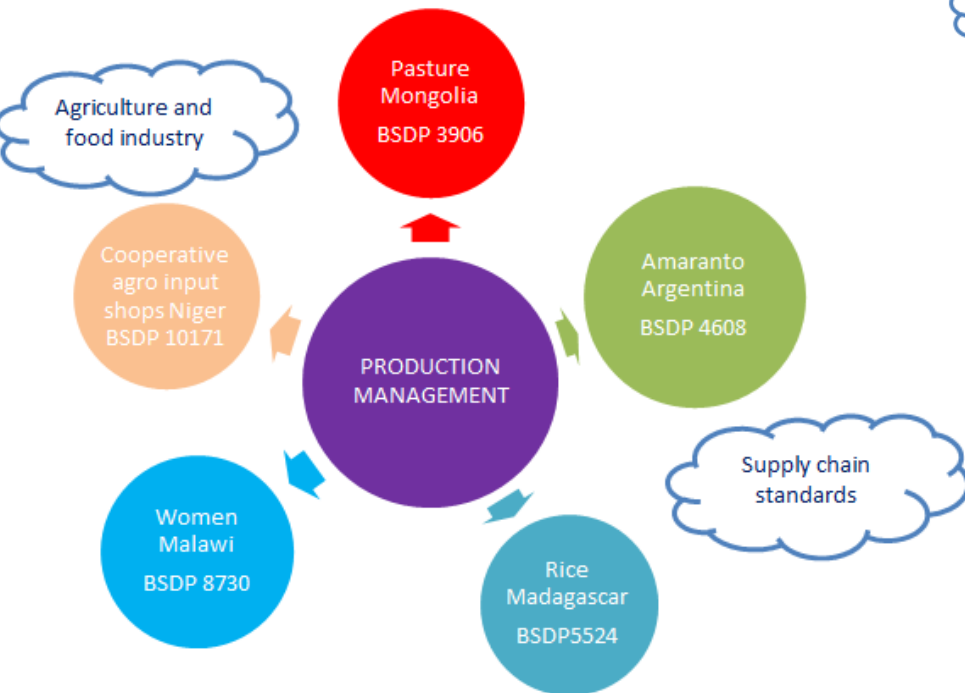 Pasture
Mongolia
BSDP 3906
Agriculture and
food industry
Cooperative
agro input
shops Niger
BSDP 10171
Amaranto
Argentina
BSDP 4608
PRODUCTION
MANAGEMENT
Supply chain
standards
Women
Malawi
BSDP 8730
Rice
Madagascar
BSDP5524